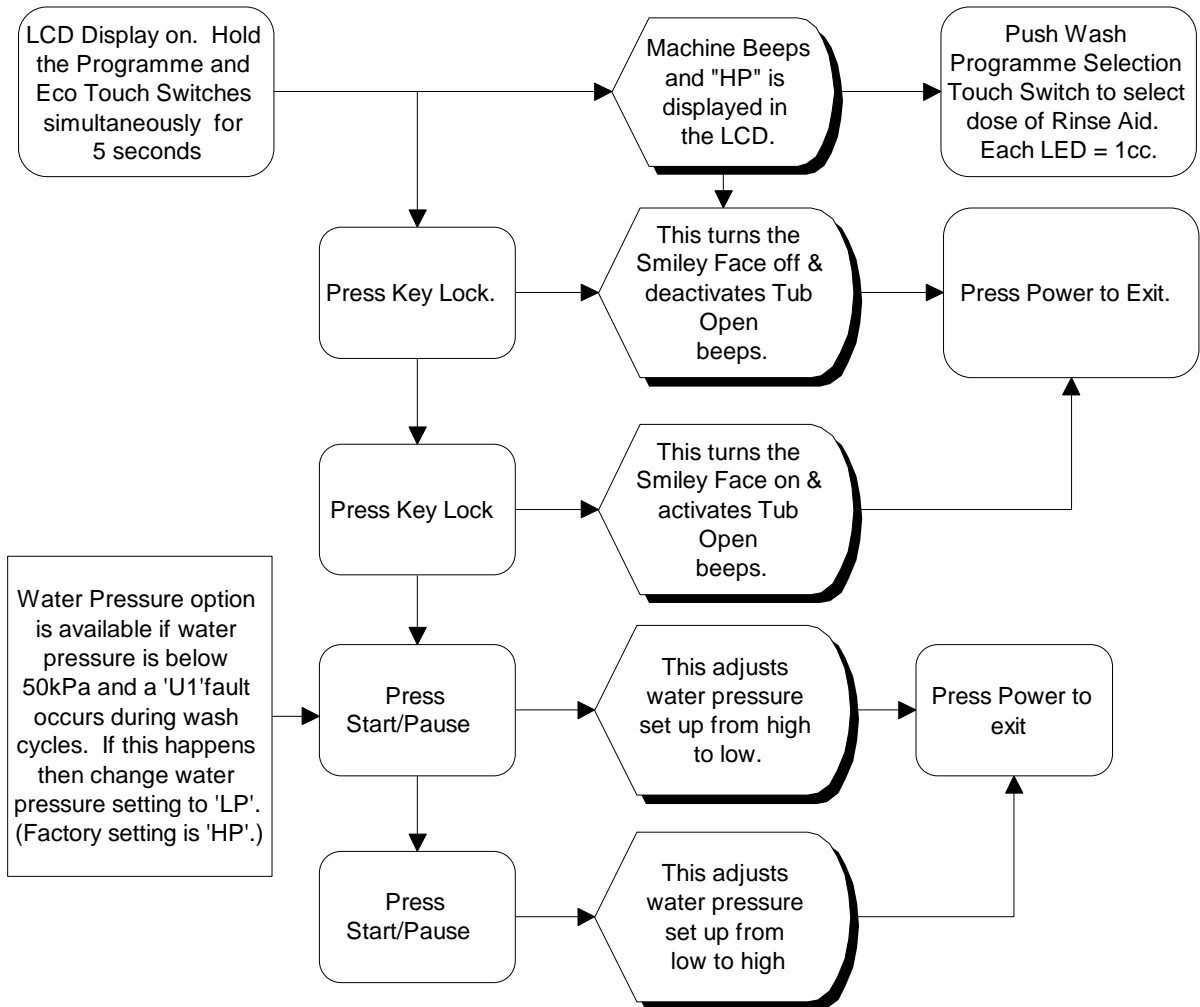 LCD Display on.  Hold
the Programme and
Eco Touch Switches
simultaneously  for
5 seconds
Machine Beeps
and "HP" is
displayed in
the LCD.
Push Wash
Programme Selection
Touch Switch to select
dose of Rinse Aid.
Each LED = 1cc.
Press Key Lock.
This turns the
Smiley Face off &
deactivates Tub
Open
beeps.
Press Power to Exit.
Press Key Lock
This turns the
Smiley Face on &
activates Tub
Open
beeps.
Water Pressure option
is available if water
pressure is below
50kPa and a 'U1'fault
occurs during wash
cycles.  If this happens
then change water
pressure setting to 'LP'.
(Factory setting is 'HP'.)
Press
Start/Pause
This adjusts
water pressure
set up from high
to low.
Press Power to
exit
Press
Start/Pause
This adjusts
water pressure
set up from
low to high